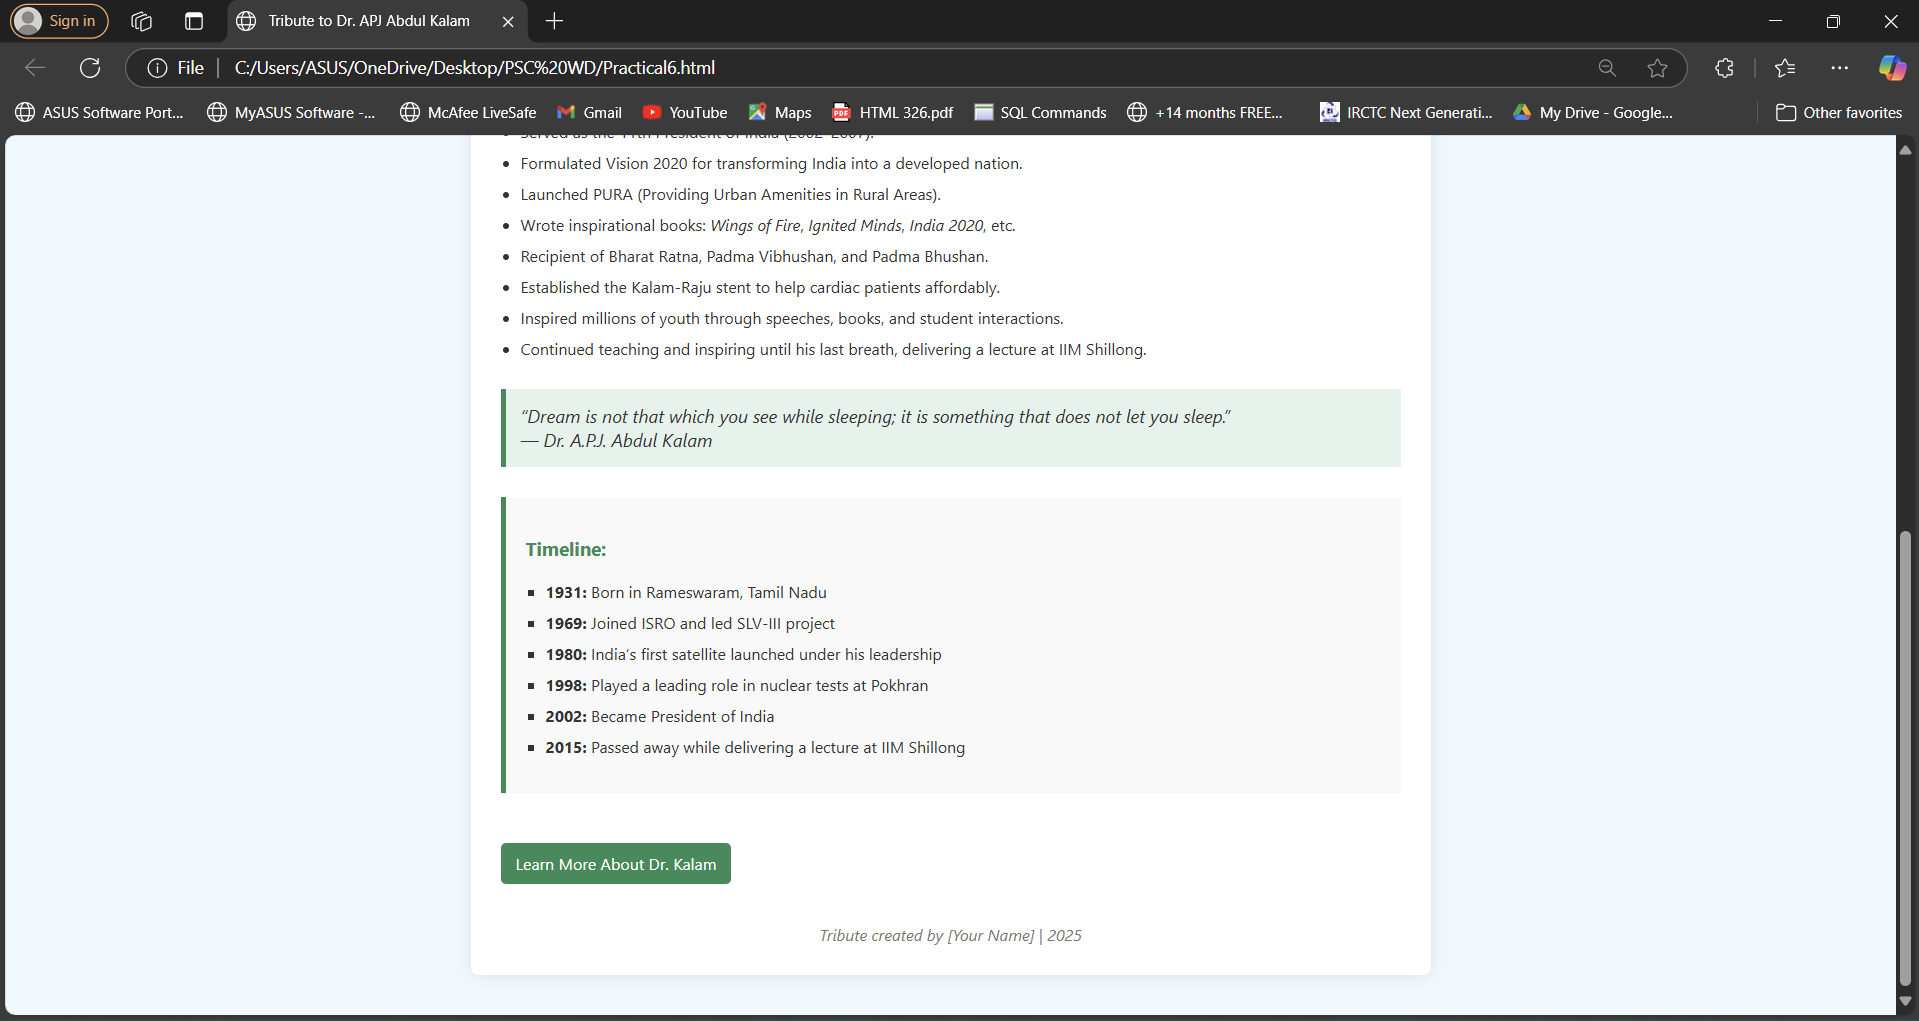 Sign in
Tribute to Dr. APJ Abdul Kalam
File
C:/Users/ASUS/OneDrive/Desktop/PSC%20WD/Practical6.html
ASUS Software Port...
MyASUS Software -...
McAfee LiveSafe
Gmail
YouTube
Maps
PDF
HTML 326.pdf
SQL Commands
+14 months FREE...
IRCTC Next Generati...
My Drive - Google...
Other favorites
Served as the 11th President of India (2002–2007).
Formulated Vision 2020 for transforming India into a developed nation.
Launched PURA (Providing Urban Amenities in Rural Areas).
Wrote inspirational books: Wings of Fire, Ignited Minds, India 2020, etc.
Recipient of Bharat Ratna, Padma Vibhushan, and Padma Bhushan.
Established the Kalam-Raju stent to help cardiac patients affordably.
Inspired millions of youth through speeches, books, and student interactions.
Continued teaching and inspiring until his last breath, delivering a lecture at IIM Shillong.
“Dream is not that which you see while sleeping; it is something that does not let you sleep.”
— Dr. A.P.J. Abdul Kalam
Timeline:
1931: Born in Rameswaram, Tamil Nadu
1969: Joined ISRO and led SLV-III project
1980: India’s first satellite launched under his leadership
1998: Played a leading role in nuclear tests at Pokhran
2002: Became President of India
2015: Passed away while delivering a lecture at IIM Shillong
Learn More About Dr. Kalam
Tribute created by [Your Name] | 2025